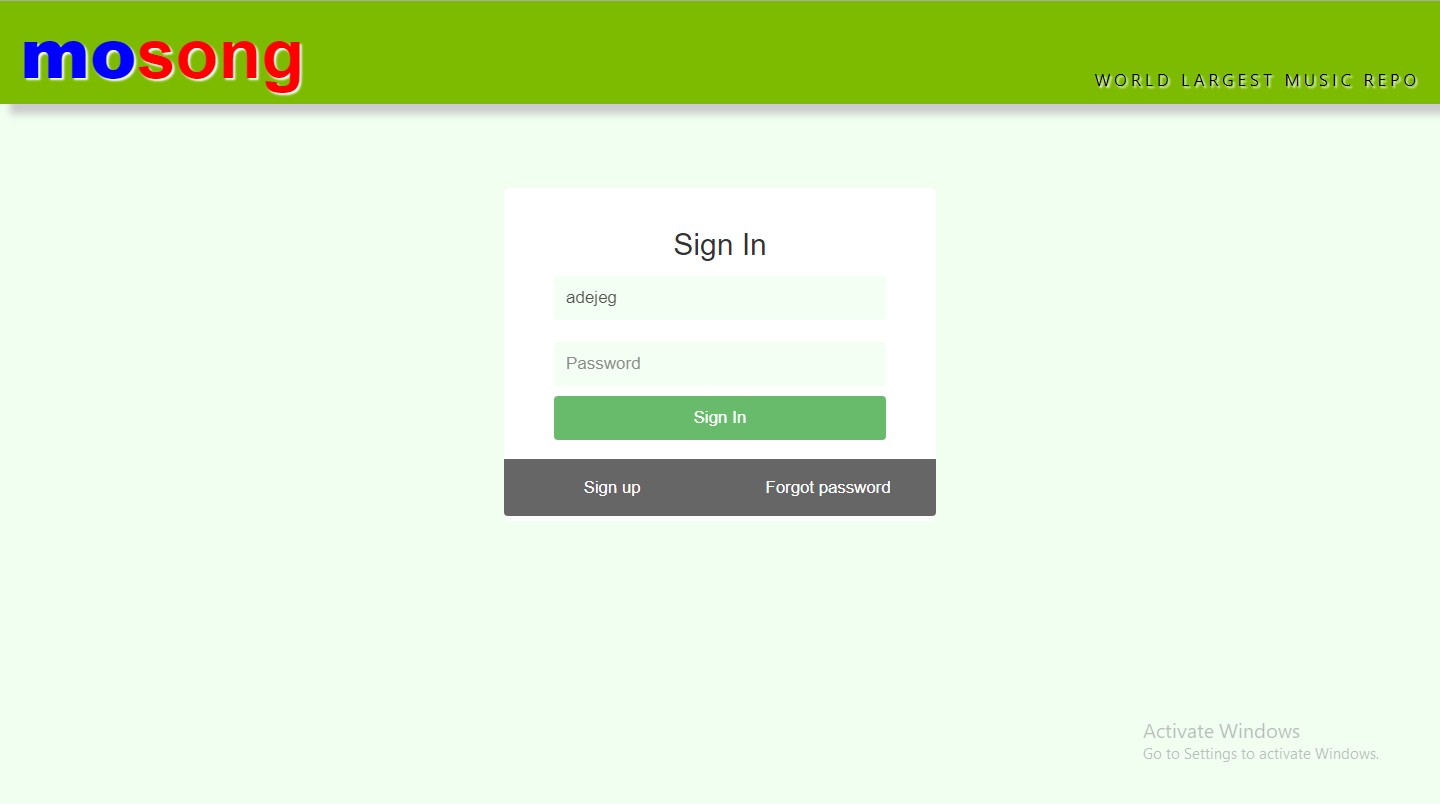 mosong
WORLD LARGEST MUSIC REPO
Sign In
adejeg
Password
Sign In
Sign up Forgot password
Activate Windows
Go to Settings to activate Windows.